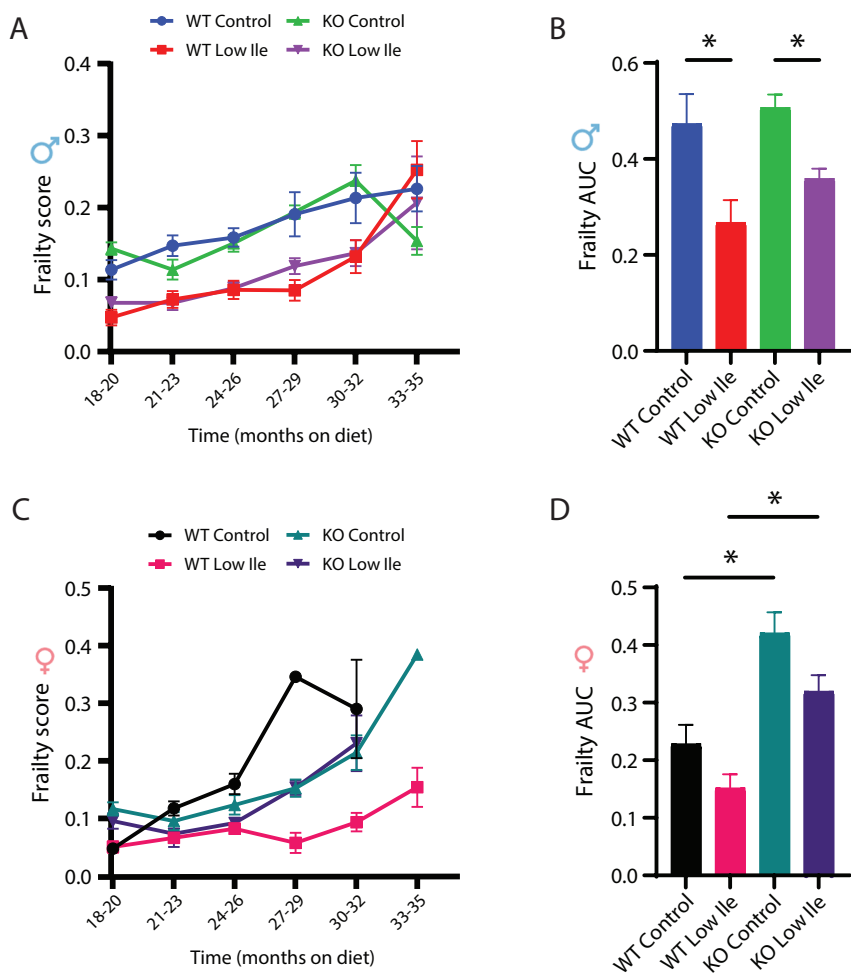 A
WT Control
KO Control
WT Low Ile
KO Low Ile
0.4
0.3
0.2
0.1
0.0
Frailty score ♂
18-20
21-23
24-26
27-29
30-32
33-35
Time (months on diet)
B
* *
0.6
0.4
0.2
0.0
Frailty AUC ♂
WT Control
WT Low Ile
KO Control
KO Low Ile
C
WT Control
KO Control
WT Low Ile
KO Low Ile
0.5
0.4
0.3
0.2
0.1
0.0
Frailty score ♀
18-20
21-23
24-26
27-29
30-32
33-35
Time (months on diet)
D
*
*
0.5
0.4
0.3
0.2
0.1
0.0
Frailty AUC ♀
WT Control
WT Low Ile
KO Control
KO Low Ile